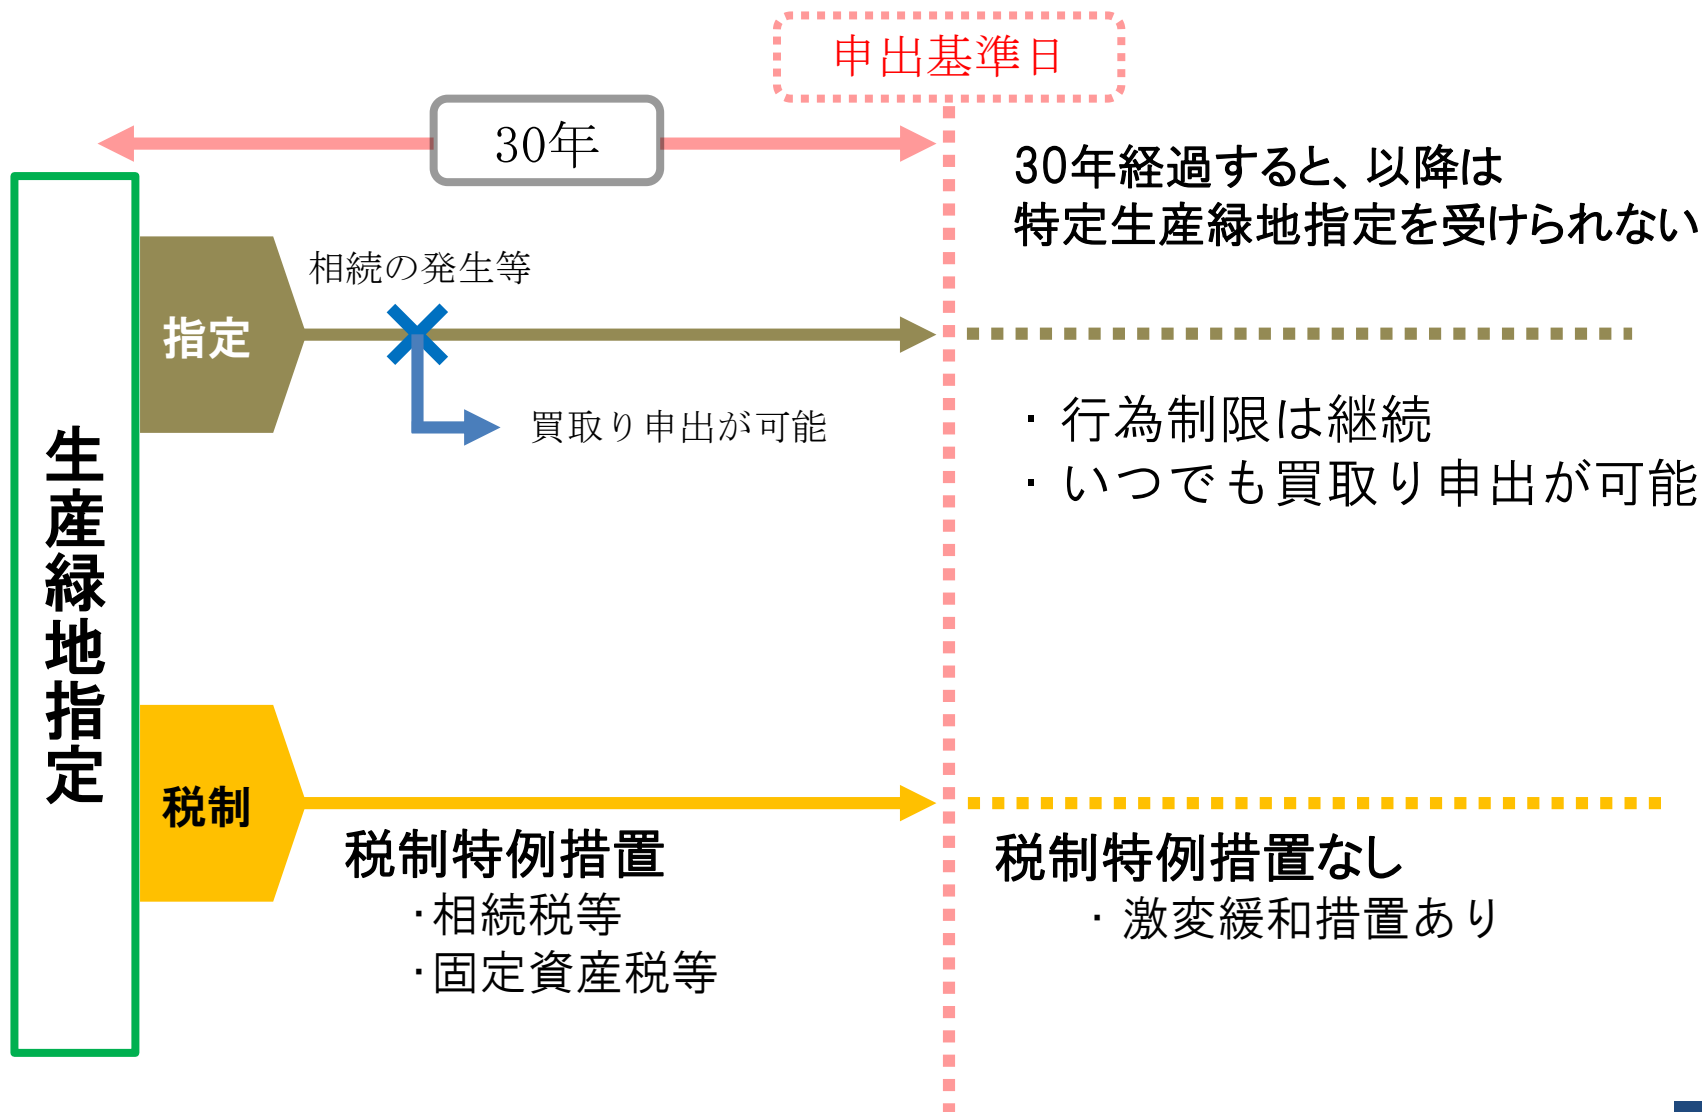 申出基準日
30年
30年経過すると、以降は
特定生産緑地指定を受けられない
生産緑地指定
指定
相続の発生等
買取り申出が可能
・行為制限は継続
・いつでも買取り申出が可能
税制
税制特例措置
・相続税等
・固定資産税等
税制特例措置なし
・激変緩和措置あり